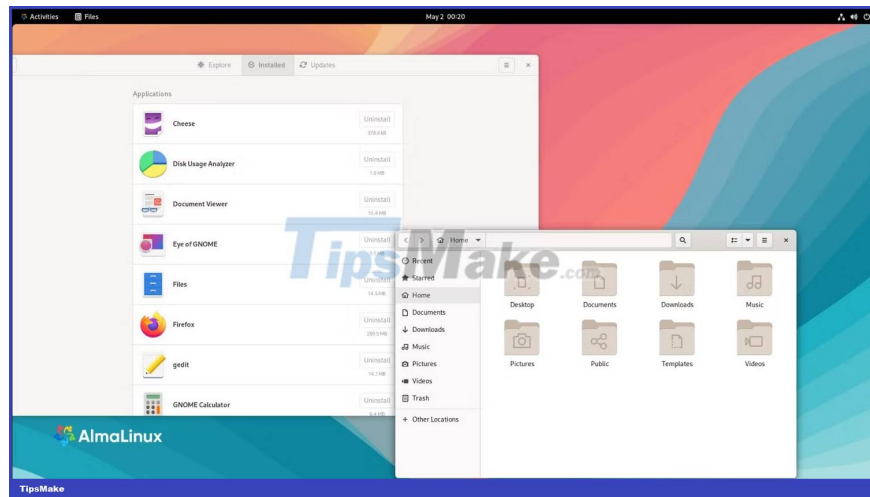 Activities Files May 2 00:20
Explore Installed Updates
Applications
Cheese Uninstall
Disk Usage Analyzer Uninstall
Document Viewer Uninstall
Eye of GNOME Uninstall
Files Uninstall
Firefox Uninstall
gedit Uninstall
GNOME Calculator Uninstall
Home
Recent
Starred
Home
Documents
Downloads
Music
Pictures
Videos
Trash
+ Other Locations
Desktop Documents Downloads Music
Pictures Public Templates Videos
TipsMake.com
AlmaLinux
TipsMake